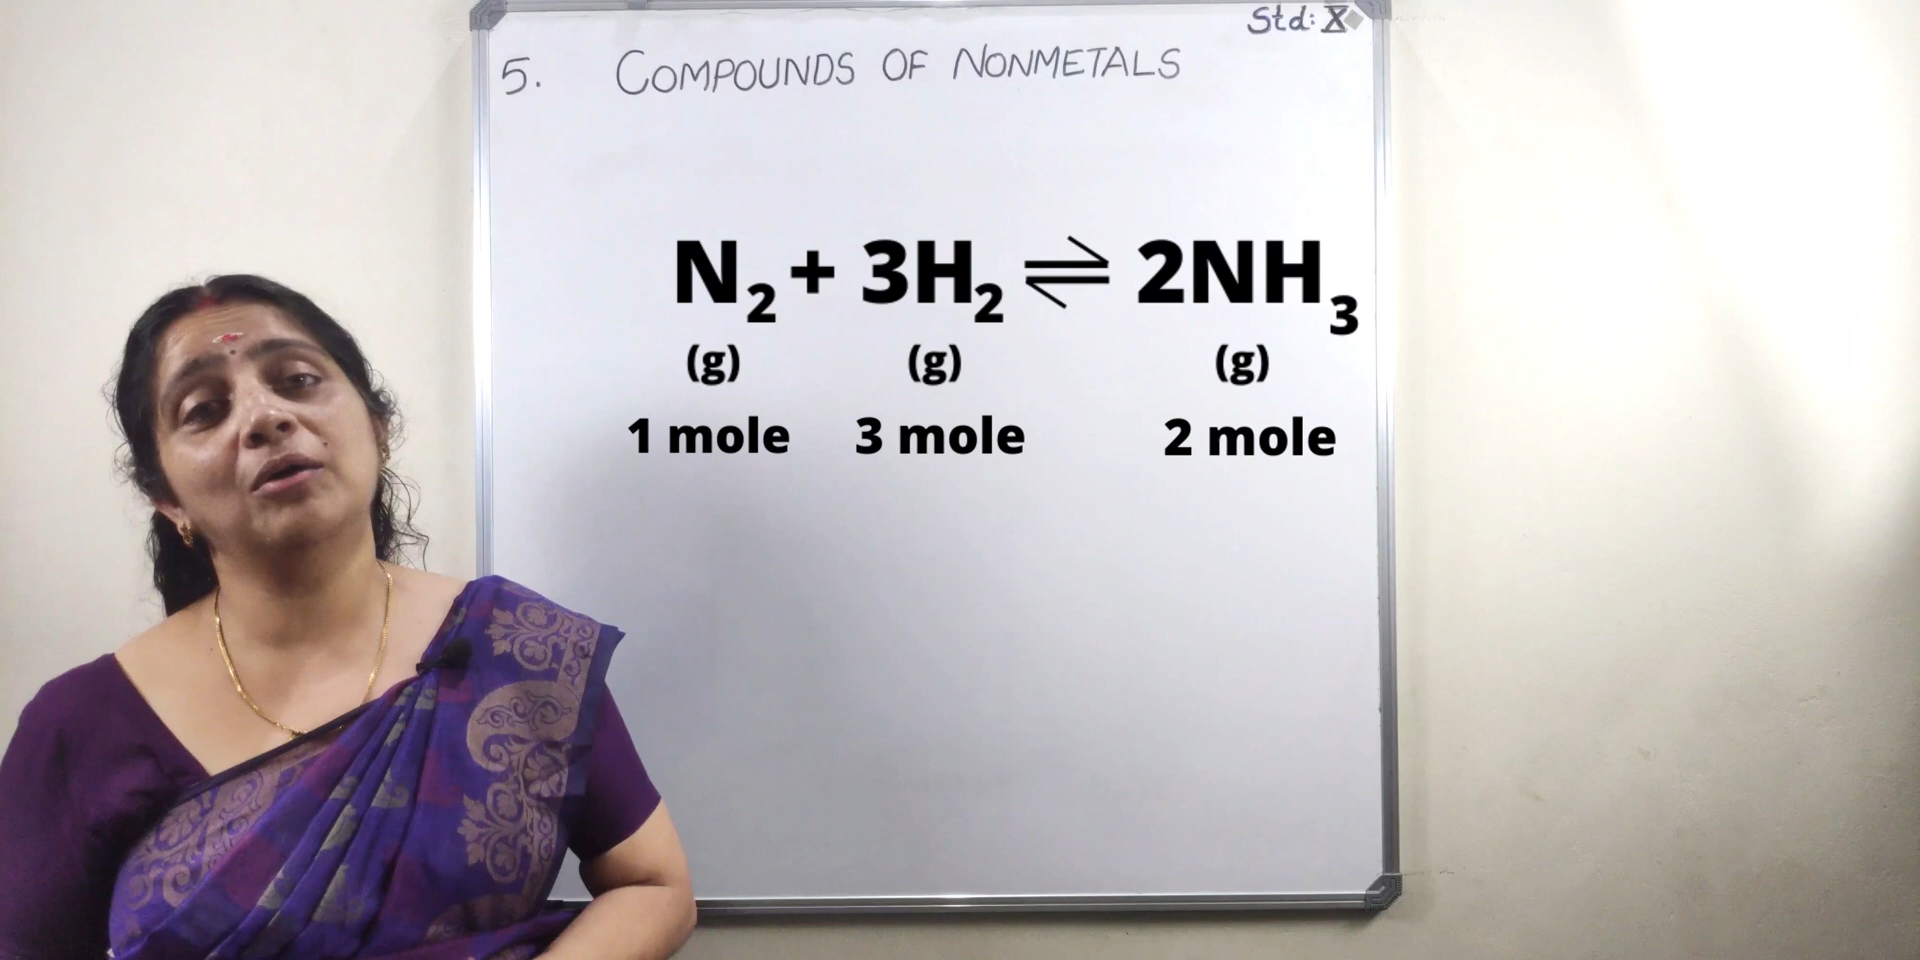 Std: X
5. COMPOUNDS OF NONMETALS
N₂ + 3H₂ ⇌ 2NH₃
(g) (g) (g)
1 mole 3 mole 2 mole